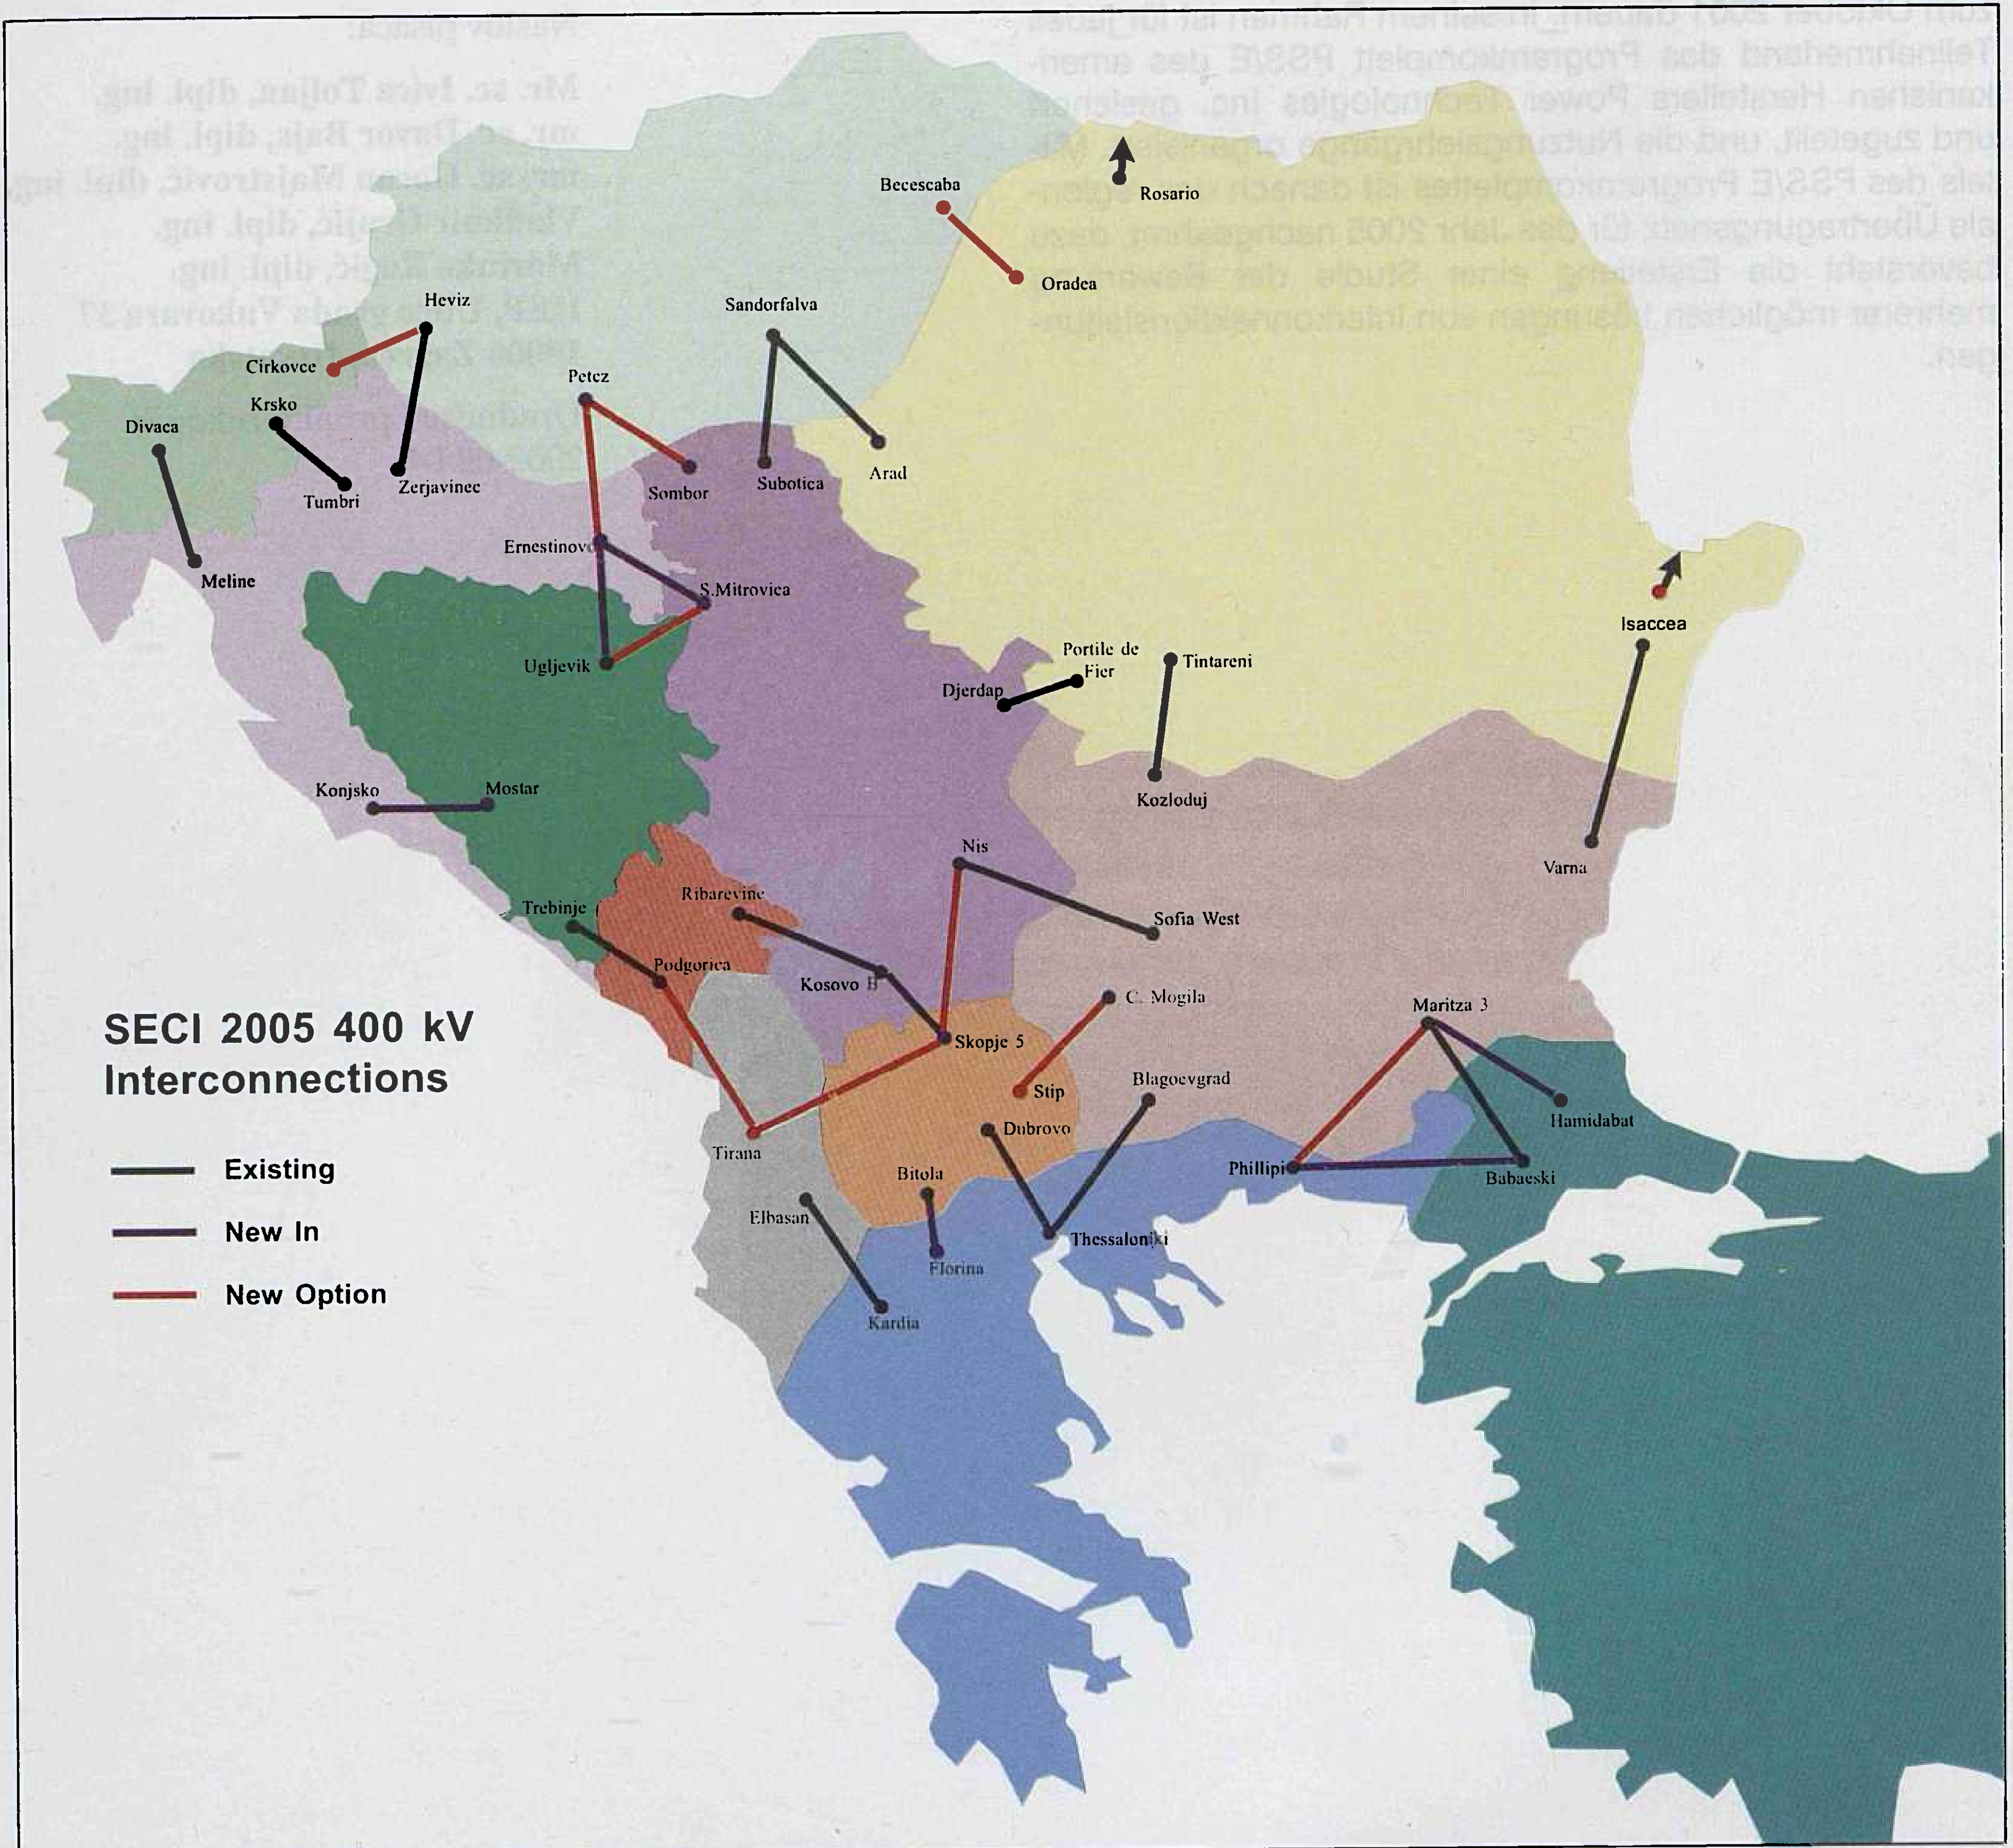 Becescaba
Rosario
Oradea
Heviz
Sandorfalva
Cirkovce
Petcz
Krsko
Divaca
Arad
Zerjavinec
Sombor
Subotica
Tumbri
Ernestinovo
Meline
S.Mitrovica
Isaccea
Portile de
Fier
Tintareni
Ugljevik
Djerdap
Konjsko
Mostar
Kozloduj
Nis
Varna
Ribarevine
Trebinje
Sofia West
Podgorica
Kosovo B
C. Mogila
Maritza 3
SECI 2005 400 kV
Interconnections
Skopje 5
Blagoevgrad
Stip
Hamidabat
Dubrovo
Tirana
Existing
Bitola
Phillipi
Babaeski
Elbasan
New In
Thessaloniki
Florina
New Option
Kardia